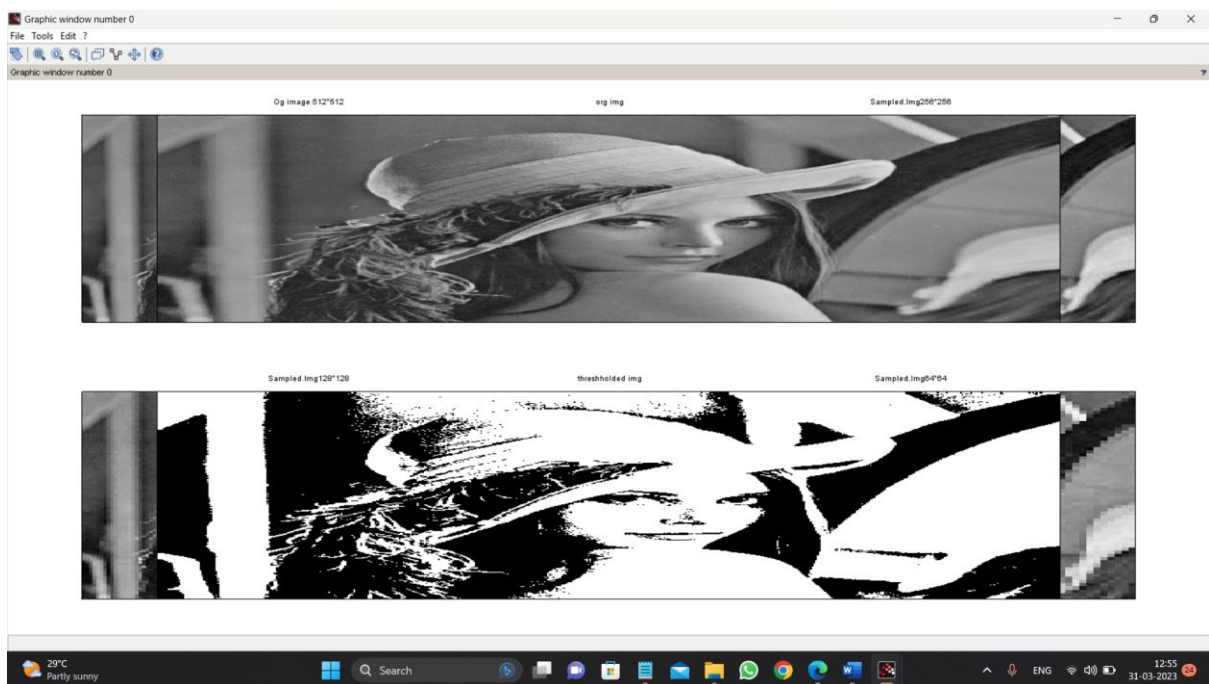 Graphic window number 0
File Tools Edit ?
Graphic window number 0 ?
Og image 512*512 org img Sampled.Img256*256
Sampled.Img128*128 threshholded img Sampled.Img64*64
29°C
Partly sunny
Search
ENG
12:55
31-03-2023
24